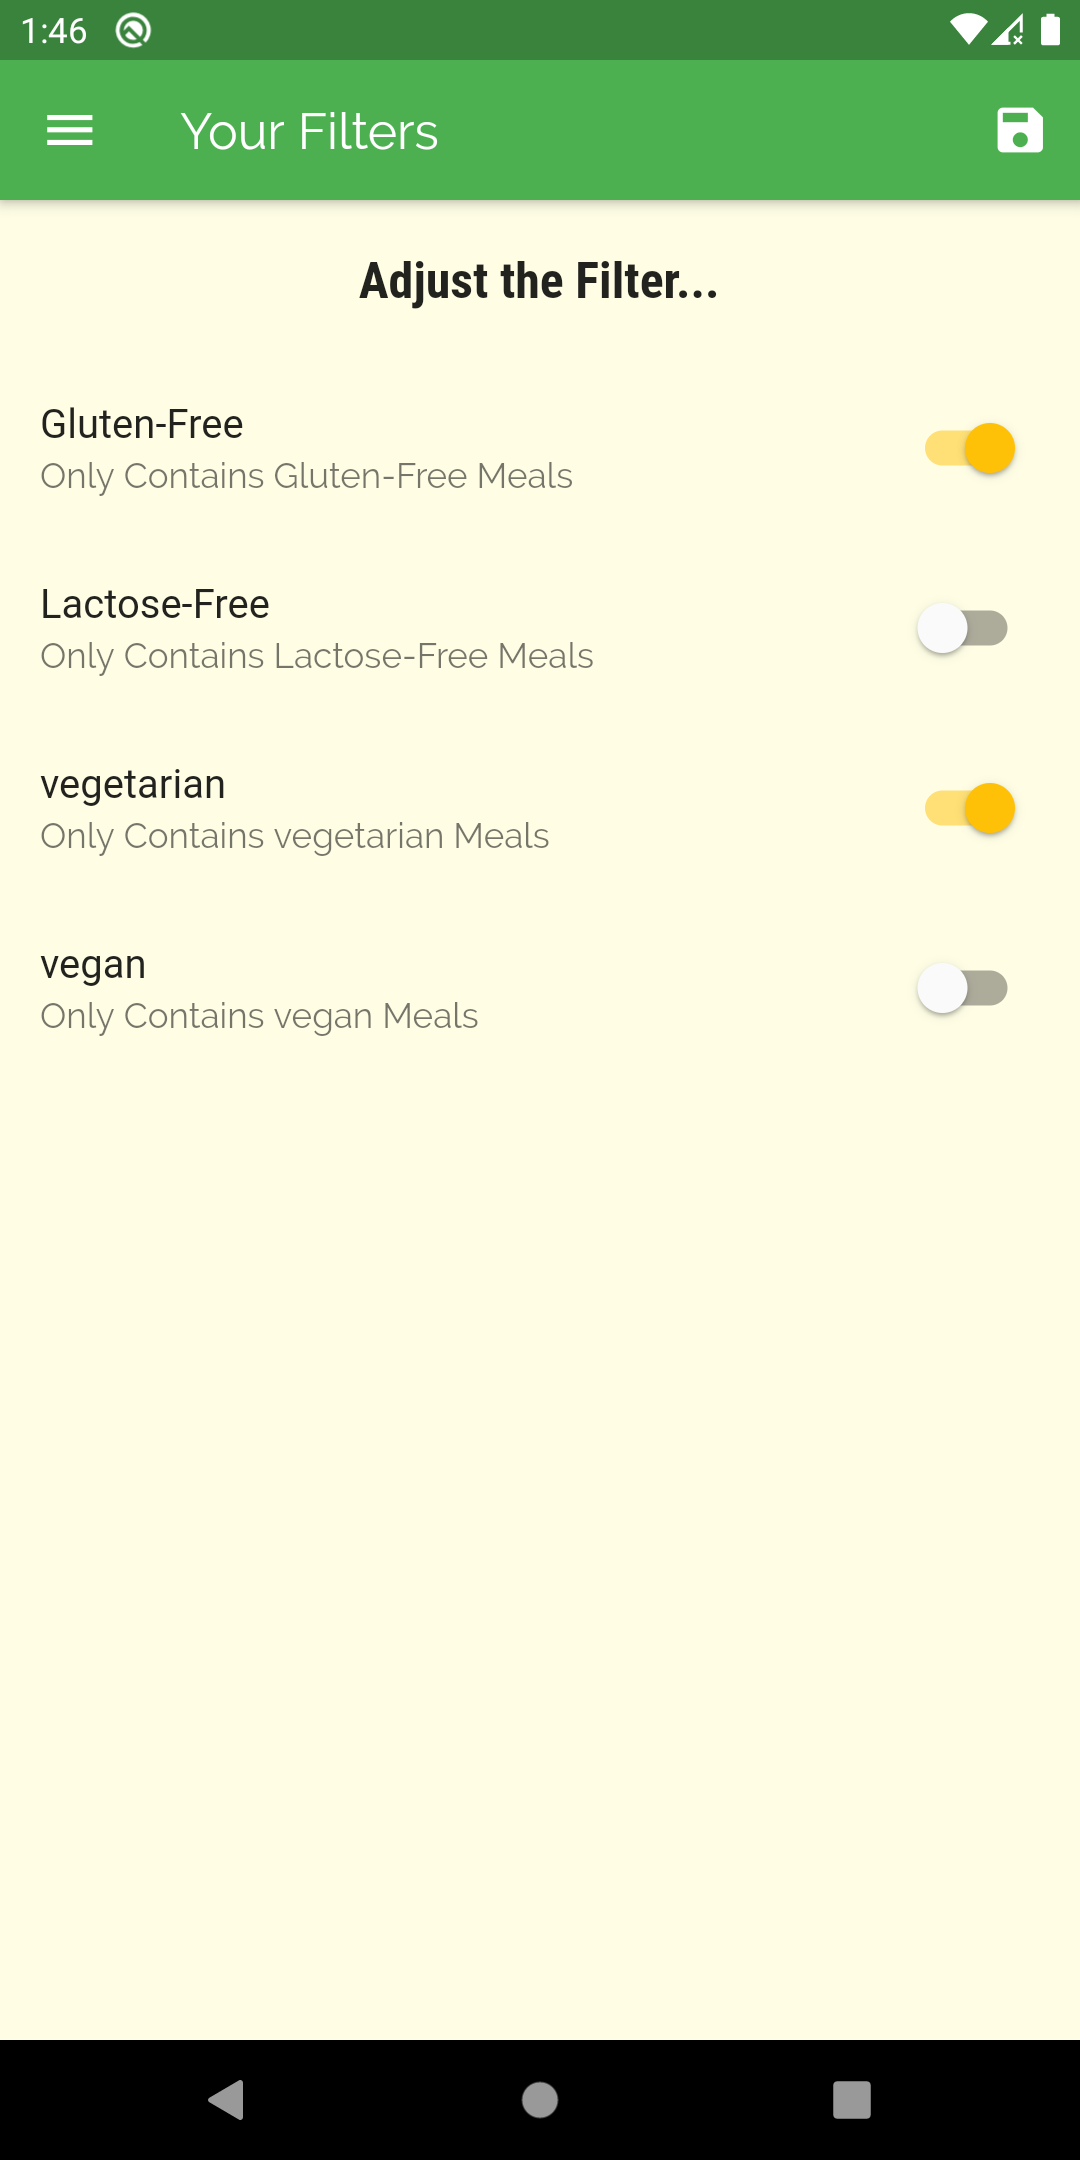 1:46
Your Filters
Adjust the Filter...
Gluten-Free
Only Contains Gluten-Free Meals
Lactose-Free
Only Contains Lactose-Free Meals
vegetarian
Only Contains vegetarian Meals
vegan
Only Contains vegan Meals